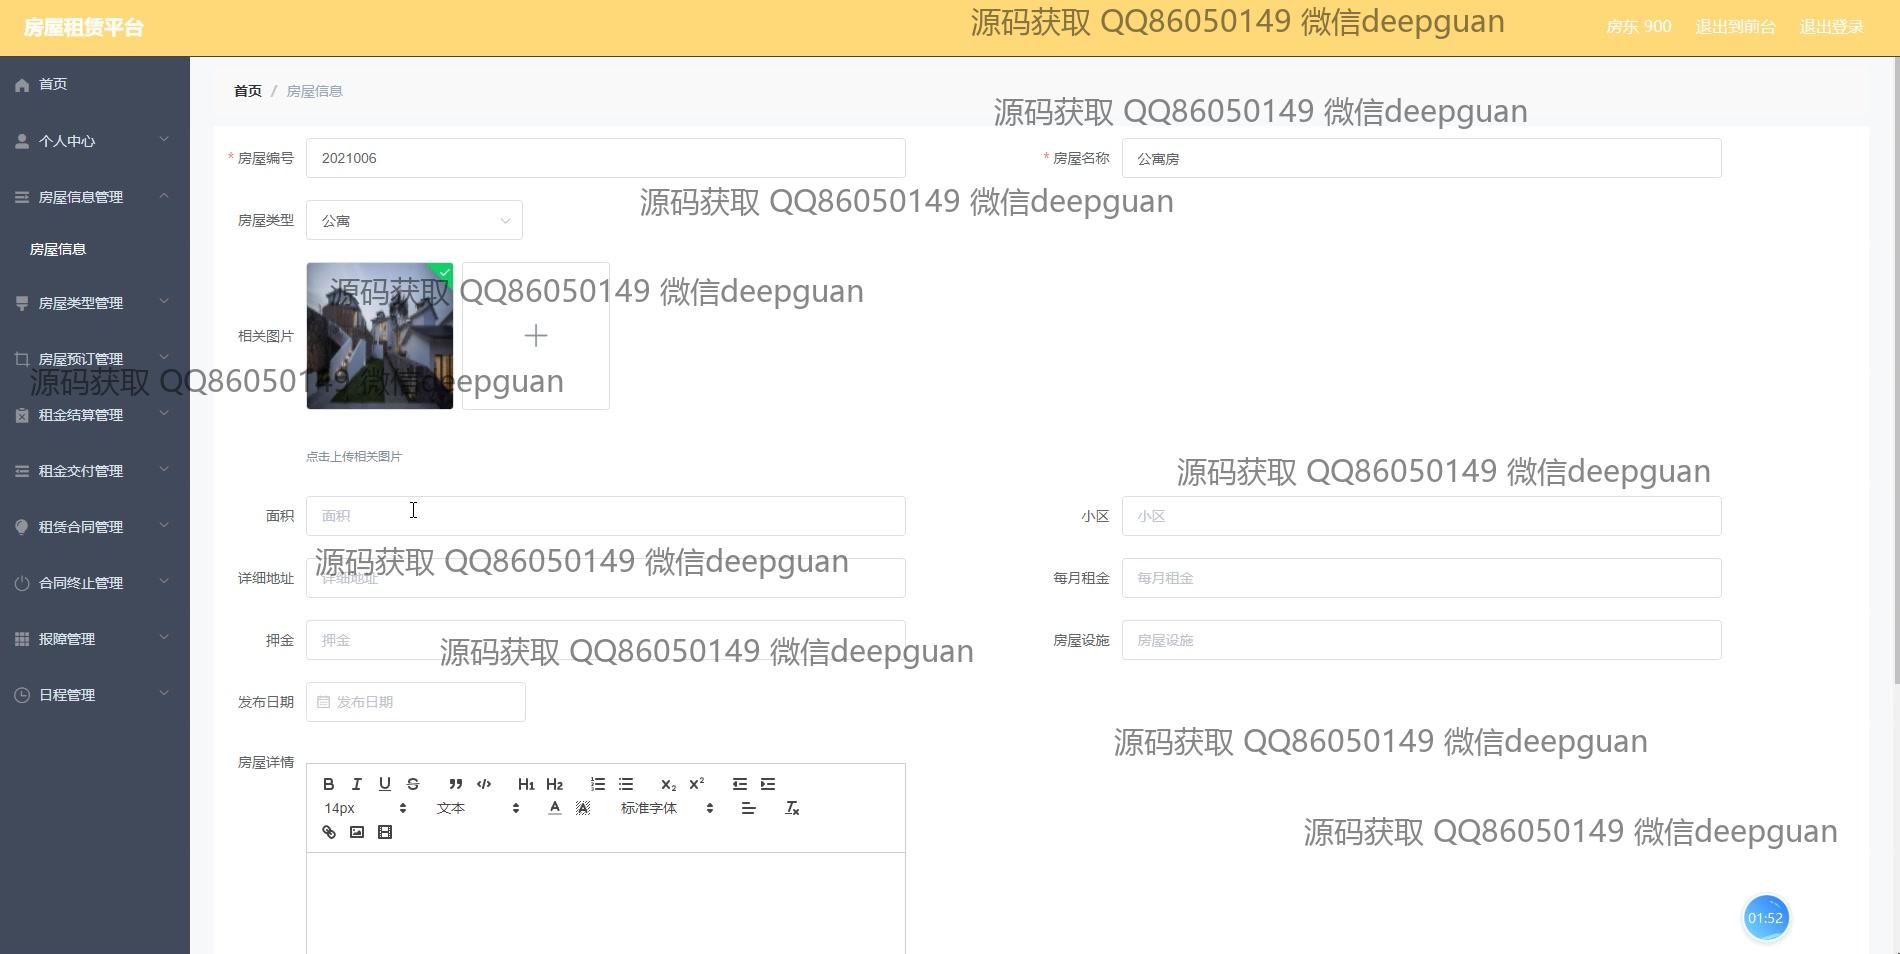 房屋租赁平台
源码获取 QQ86050149 微信deepguan
房东 900 退出到前台 退出登录
首页
个人中心
房屋信息管理
房屋信息
房屋类型管理
房屋预订管理
租金结算管理
租金交付管理
租赁合同管理
合同终止管理
报障管理
日程管理
首页 / 房屋信息
源码获取 QQ86050149 微信deepguan
* 房屋编号 2021006
* 房屋名称 公寓房
源码获取 QQ86050149 微信deepguan
房屋类型 公寓
源码获取 QQ86050149 微信deepguan
相关图片
源码获取 QQ86050149 微信deepguan
点击上传相关图片
源码获取 QQ86050149 微信deepguan
面积 面积
小区 小区
源码获取 QQ86050149 微信deepguan
详细地址 详细地址
每月租金 每月租金
押金 押金
房屋设施 房屋设施
源码获取 QQ86050149 微信deepguan
发布日期 发布日期
源码获取 QQ86050149 微信deepguan
房屋详情
B I U S H1 H2 X2 X2
14px 文本 A A 标准字体 Tx
源码获取 QQ86050149 微信deepguan
01:52